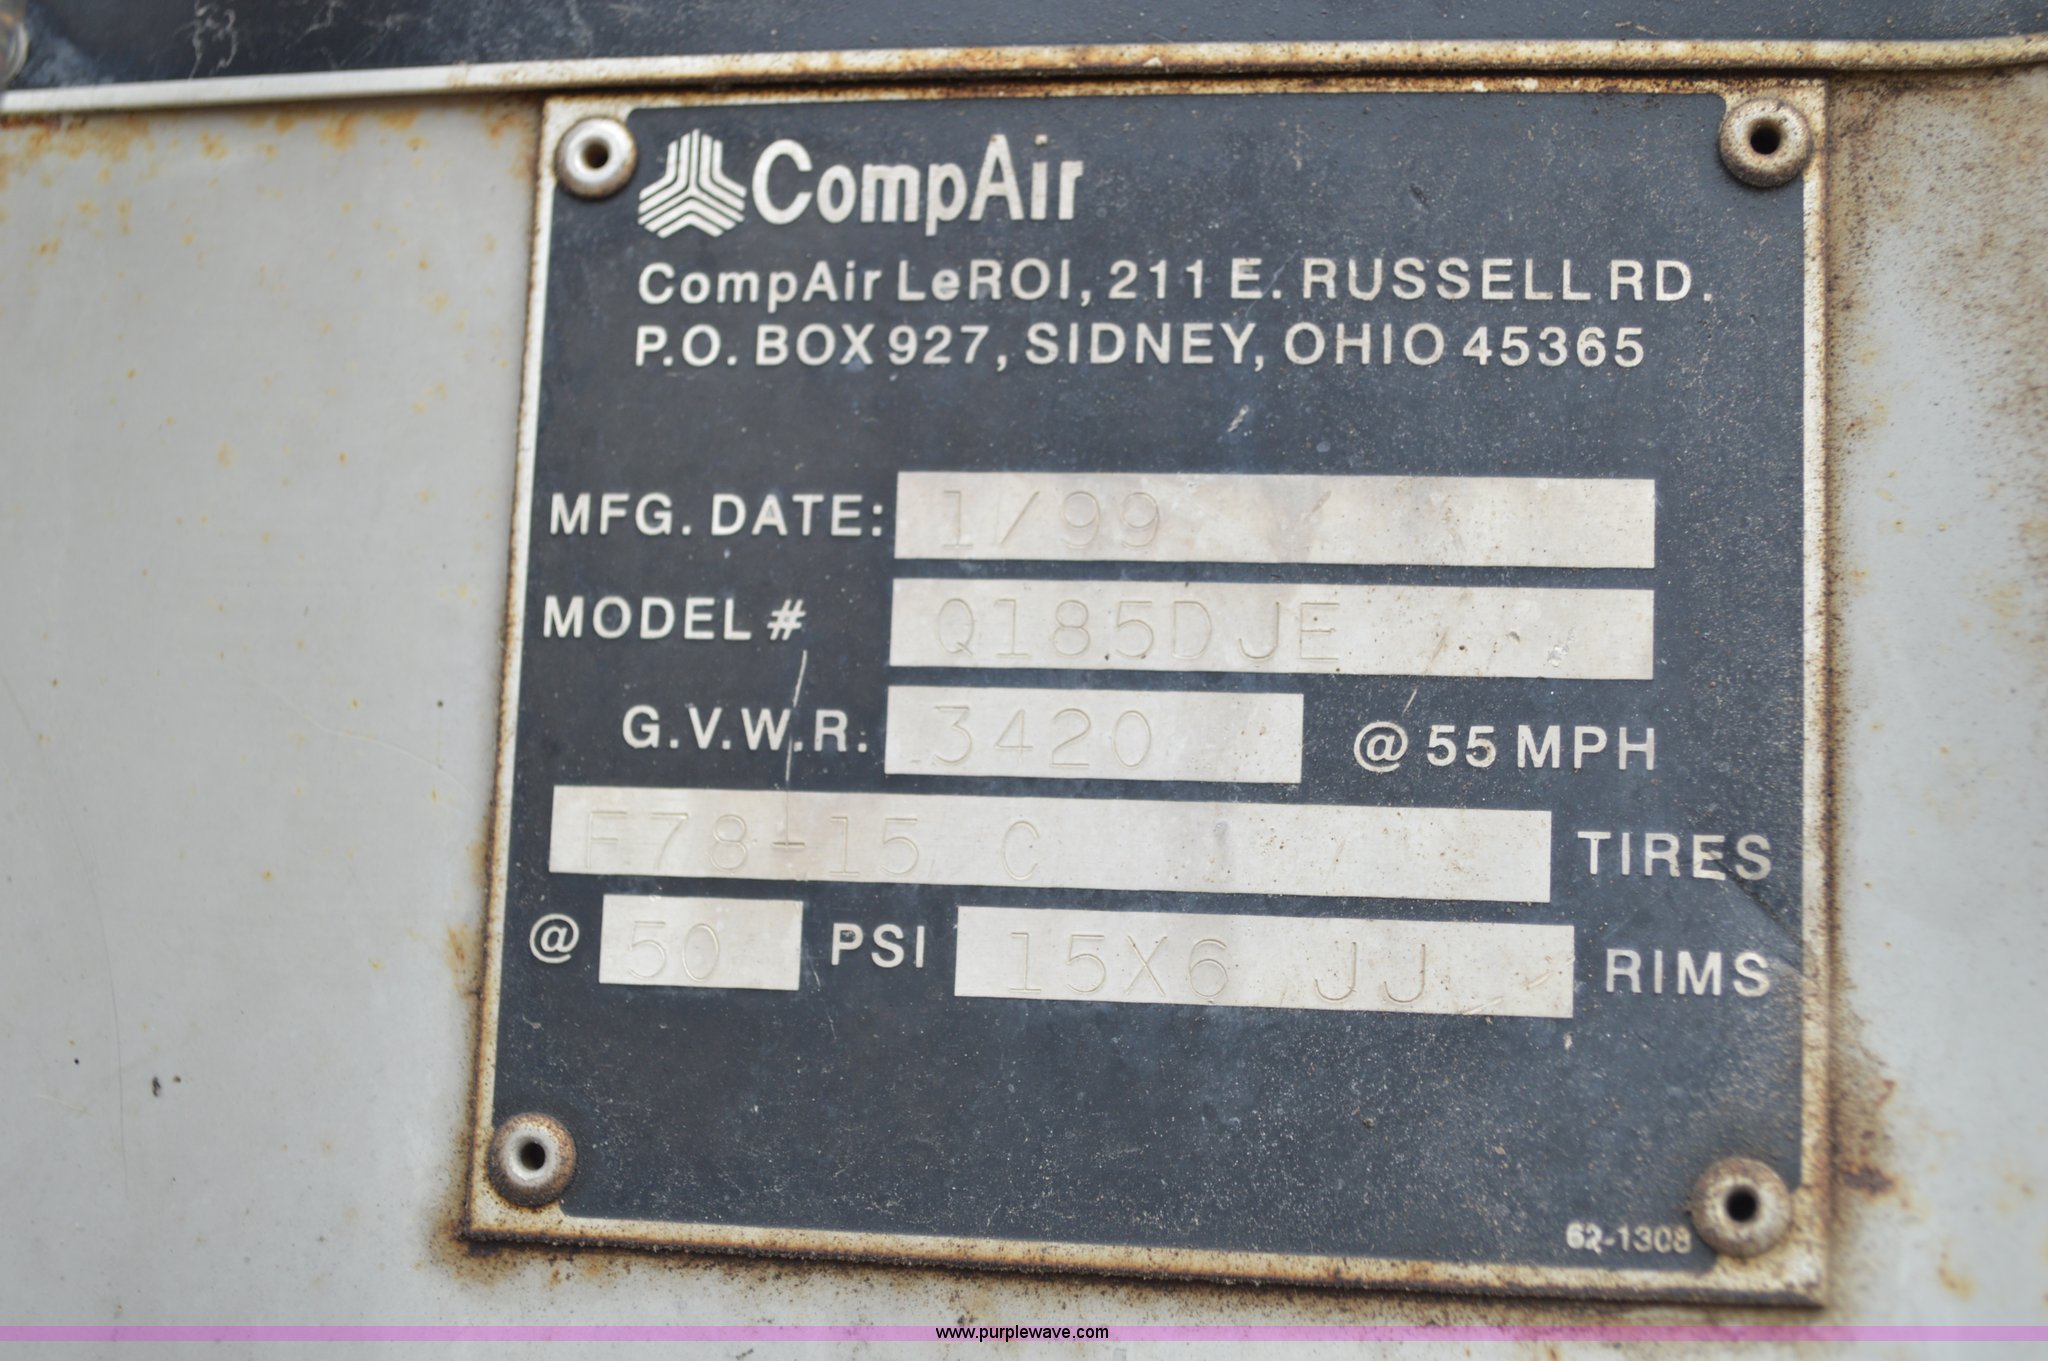 CompAir
CompAir LeROI, 211 E. RUSSELL RD.
P.O. BOX 927, SIDNEY, OHIO 45365
MFG. DATE: 1/99
MODEL # Q185DJE
G.V.W.R. 3420 @ 55 MPH
F78-15 C TIRES
@ 50 PSI 15X6 JJ RIMS
62-1308
www.purplewave.com